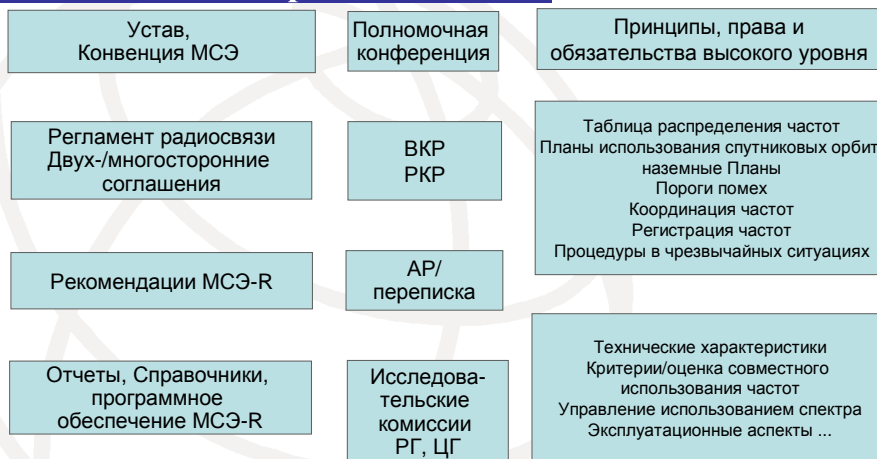 Устав,
Конвенция МСЭ
Полномочная
конференция
Принципы, права и
обязательства высокого уровня
Регламент радиосвязи
Двух-/многосторонние
соглашения
ВКР
РКР
Таблица распределения частот
Планы использования спутниковых орбит
наземные Планы
Пороги помех
Координация частот
Регистрация частот
Процедуры в чрезвычайных ситуациях
Рекомендации МСЭ-R
АР/
переписка
Отчеты, Справочники,
программное
обеспечение МСЭ-R
Исследова-
тельские
комиссии
РГ, ЦГ
Технические характеристики
Критерии/оценка совместного
использования частот
Управление использованием спектра
Эксплуатационные аспекты ...